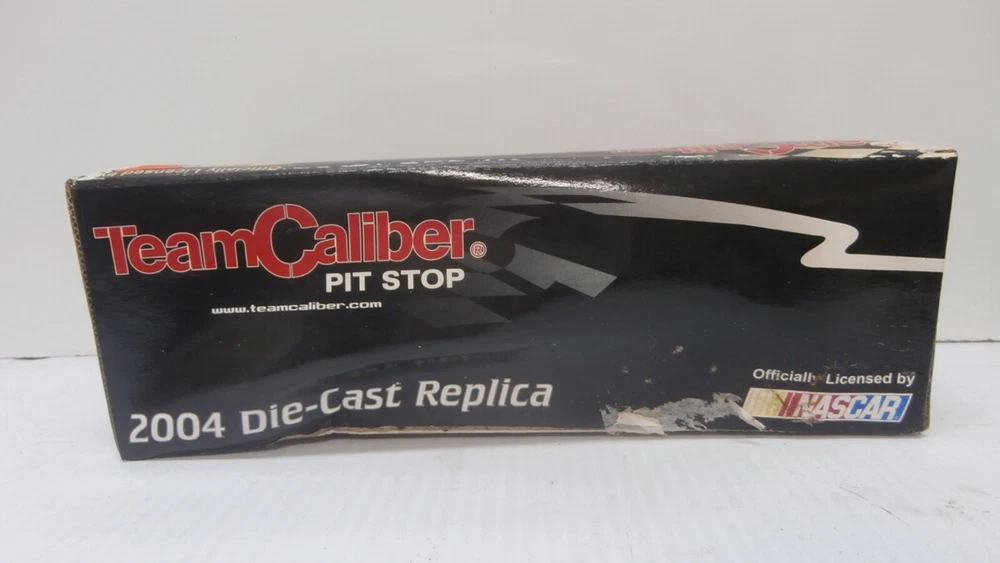 TeamCaliber®
PIT STOP
www.teamcaliber.com
2004 Die-Cast Replica
Officially Licensed by
NASCAR